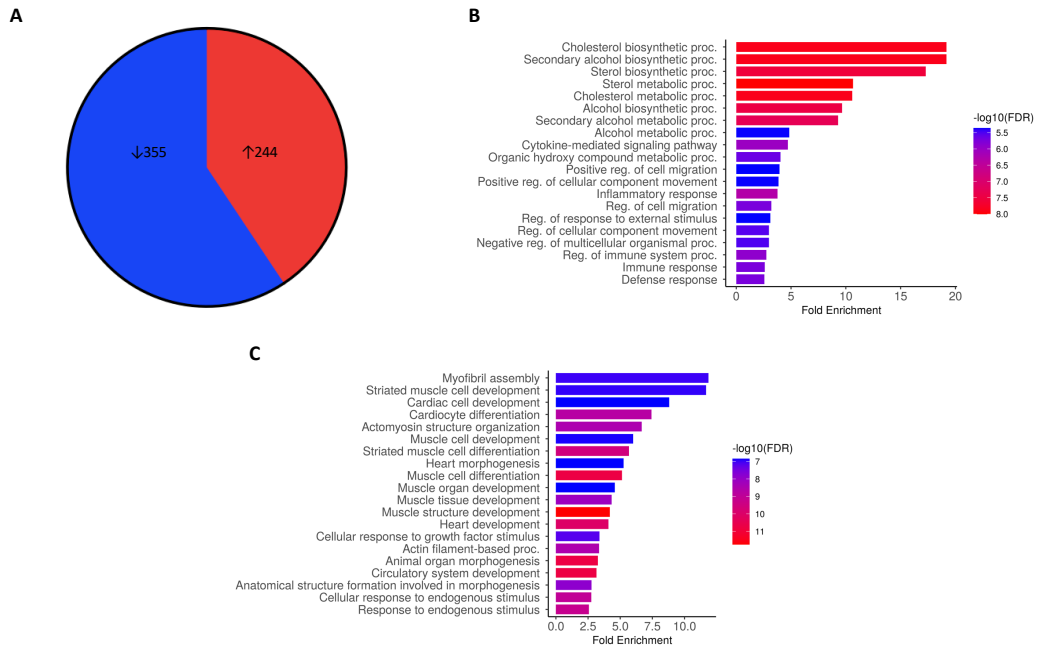 A
↓355
↑244
B
Cholesterol biosynthetic proc.
Secondary alcohol biosynthetic proc.
Sterol biosynthetic proc.
Sterol metabolic proc.
Cholesterol metabolic proc.
Alcohol biosynthetic proc.
Secondary alcohol metabolic proc.
Alcohol metabolic proc.
Cytokine-mediated signaling pathway
Organic hydroxy compound metabolic proc.
Positive reg. of cell migration
Positive reg. of cellular component movement
Inflammatory response
Reg. of cell migration
Reg. of response to external stimulus
Reg. of cellular component movement
Negative reg. of multicellular organismal proc.
Reg. of immune system proc.
Immune response
Defense response
0 5 10 15 20
Fold Enrichment
-log10(FDR)
5.5
6.0
6.5
7.0
7.5
8.0
C
Myofibril assembly
Striated muscle cell development
Cardiac cell development
Cardiocyte differentiation
Actomyosin structure organization
Muscle cell development
Striated muscle cell differentiation
Heart morphogenesis
Muscle cell differentiation
Muscle organ development
Muscle tissue development
Muscle structure development
Heart development
Cellular response to growth factor stimulus
Actin filament-based proc.
Animal organ morphogenesis
Circulatory system development
Anatomical structure formation involved in morphogenesis
Cellular response to endogenous stimulus
Response to endogenous stimulus
0.0 2.5 5.0 7.5 10.0
Fold Enrichment
-log10(FDR)
7
8
9
10
11